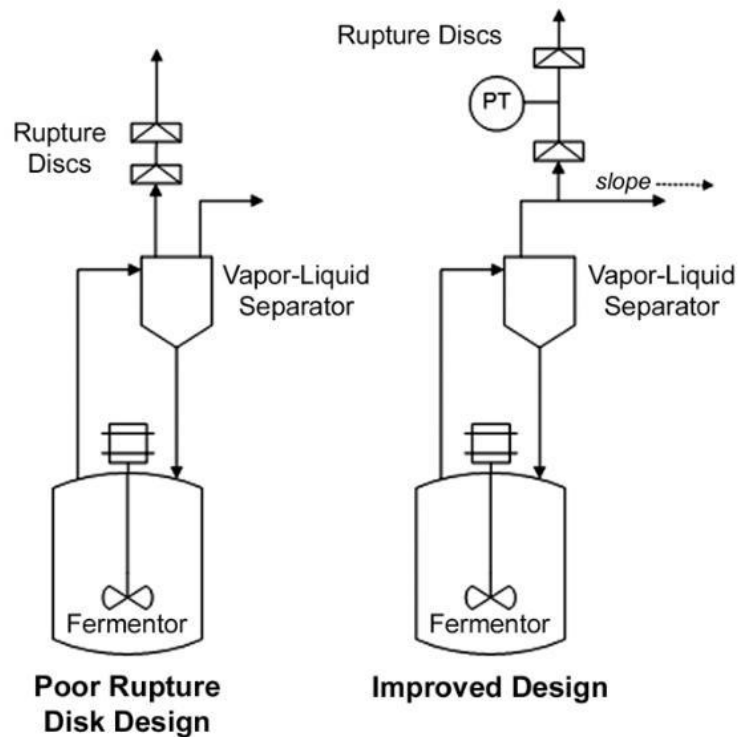 Rupture
Discs
Vapor-Liquid
Separator
Fermentor
Poor Rupture
Disk Design
Rupture Discs
PT
slope
Vapor-Liquid
Separator
Fermentor
Improved Design